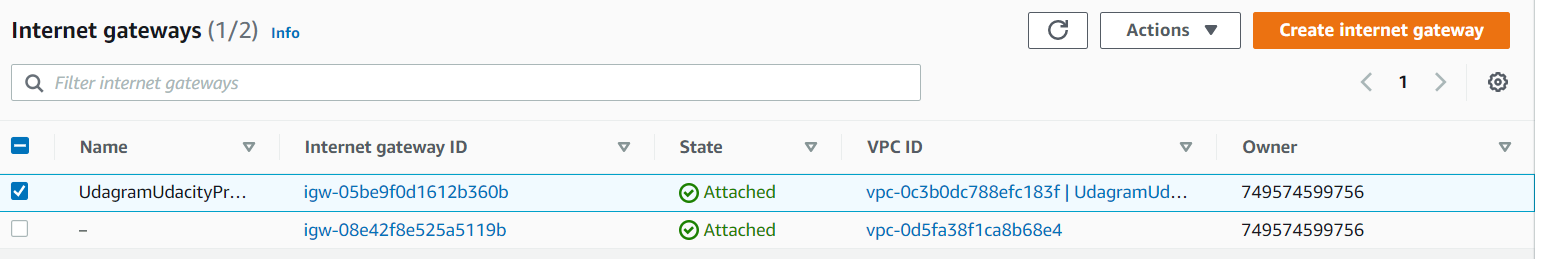 Internet gateways (1/2) Info Actions Create internet gateway
Filter internet gateways 1
Name Internet gateway ID State VPC ID Owner
UdagramUdacityPr... igw-05be9f0d1612b360b Attached vpc-0c3b0dc788efc183f | UdagramUd... 749574599756
– igw-08e42f8e525a5119b Attached vpc-0d5fa38f1ca8b68e4 749574599756